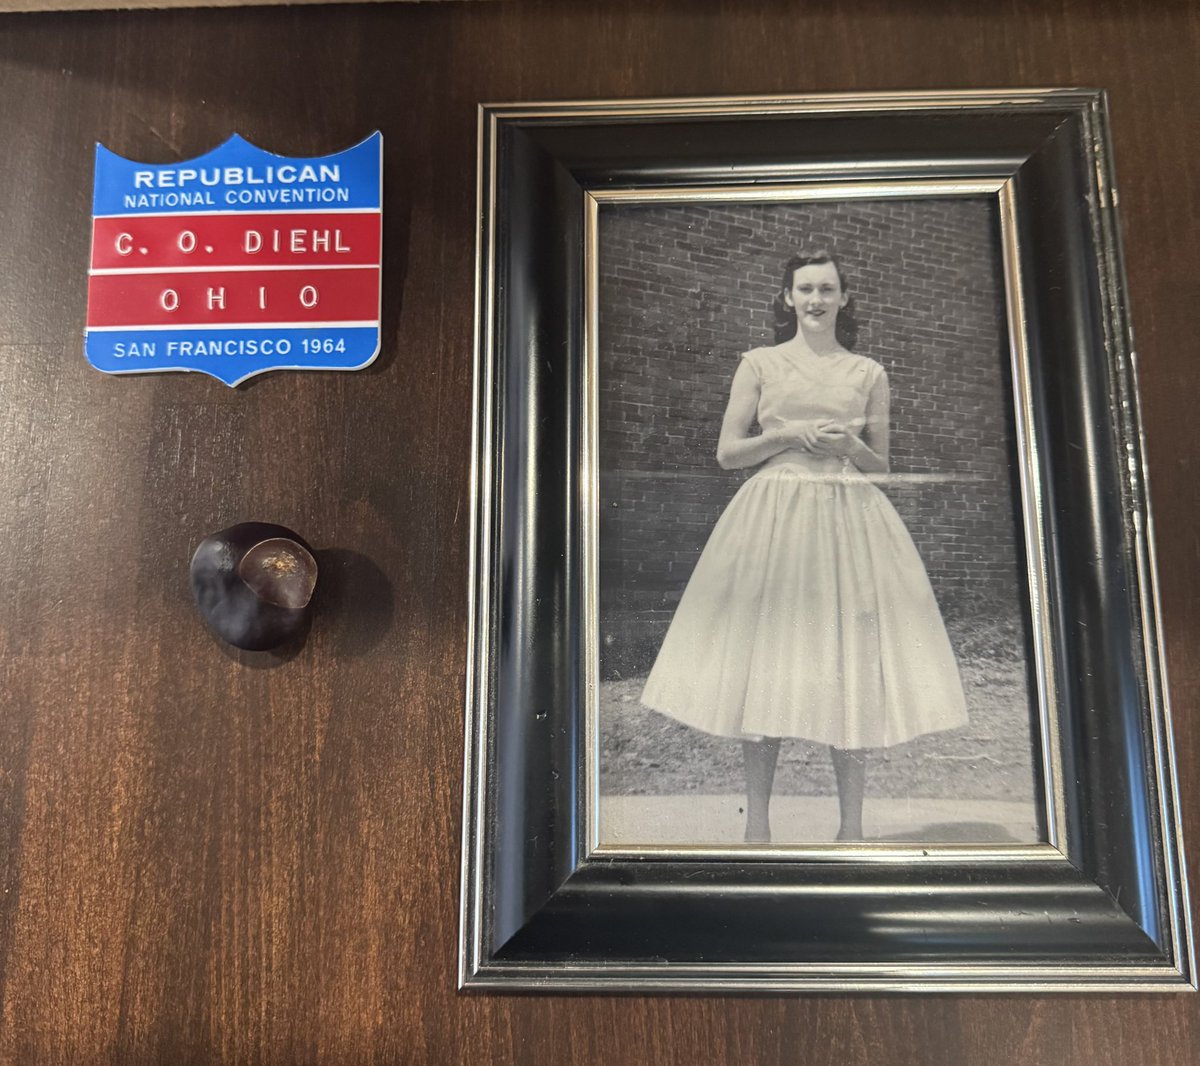 REPUBLICAN
NATIONAL CONVENTION
C. O. DIEHL
OHIO
SAN FRANCISCO 1964